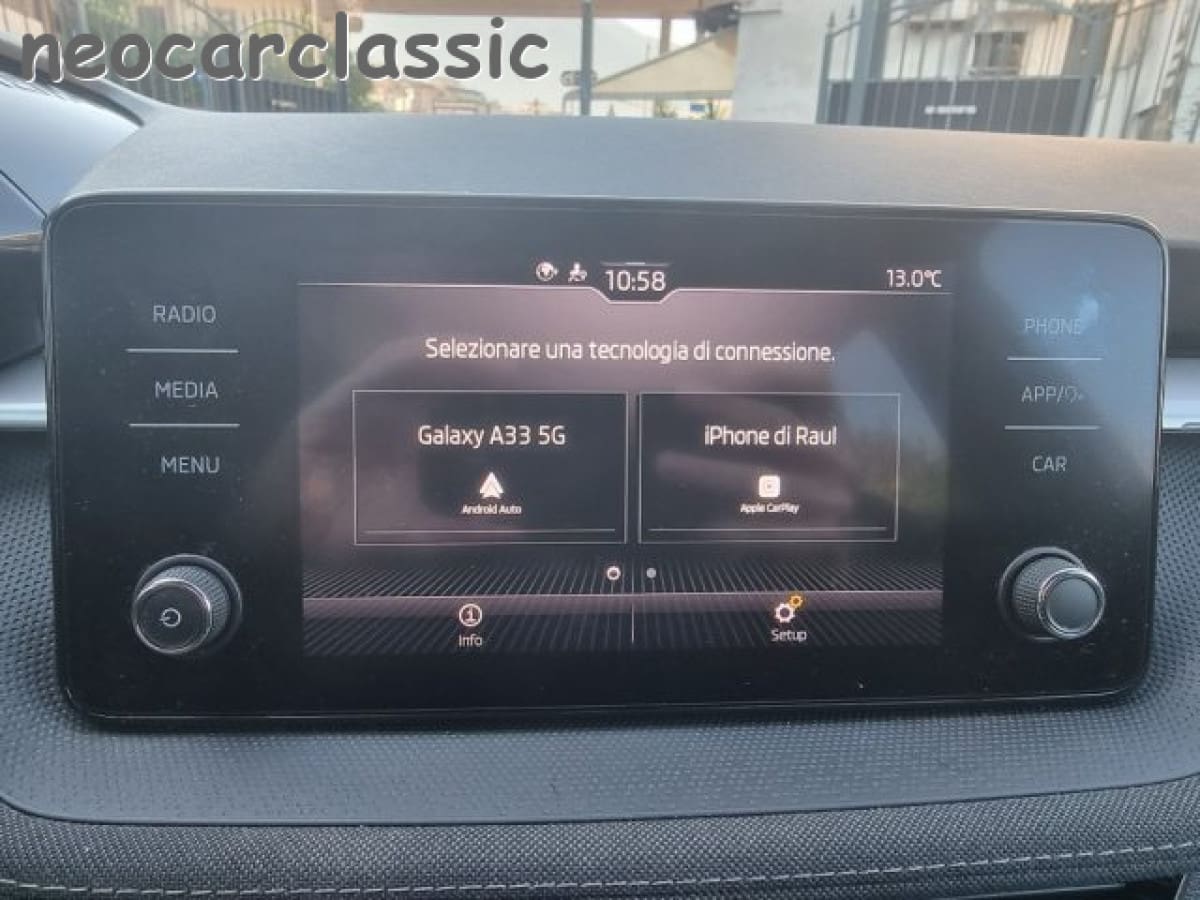 neocarclassic
10:58
13.0°C
RADIO
MEDIA
MENU
Selezionare una tecnologia di connessione.
Galaxy A33 5G
Android Auto
iPhone di Raul
Apple CarPlay
Info
Setup
PHONE
APP/
CAR